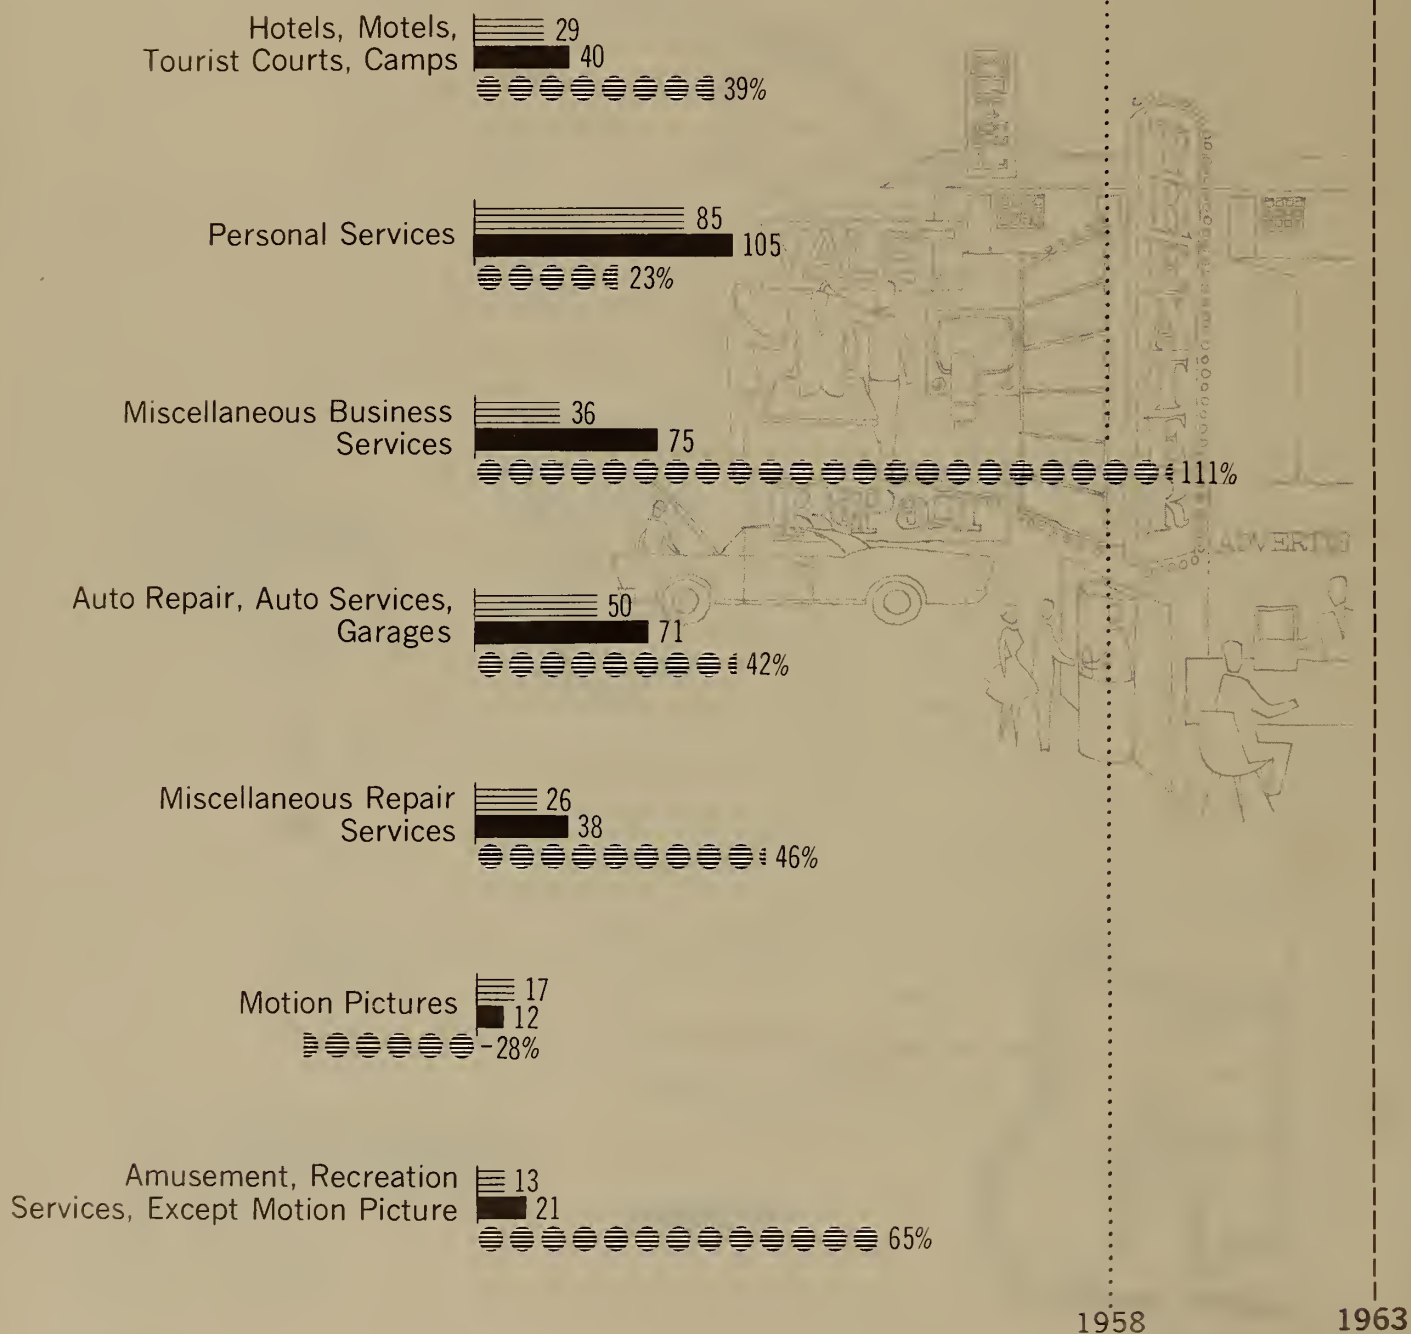 Hotels, Motels,
Tourist Courts, Camps
29
40
39%
Personal Services
85
105
23%
Miscellaneous Business
Services
36
75
111%
Auto Repair, Auto Services,
Garages
50
71
42%
Miscellaneous Repair
Services
26
38
46%
Motion Pictures
17
12
-28%
Amusement, Recreation
Services, Except Motion Picture
13
21
65%
1958 1963